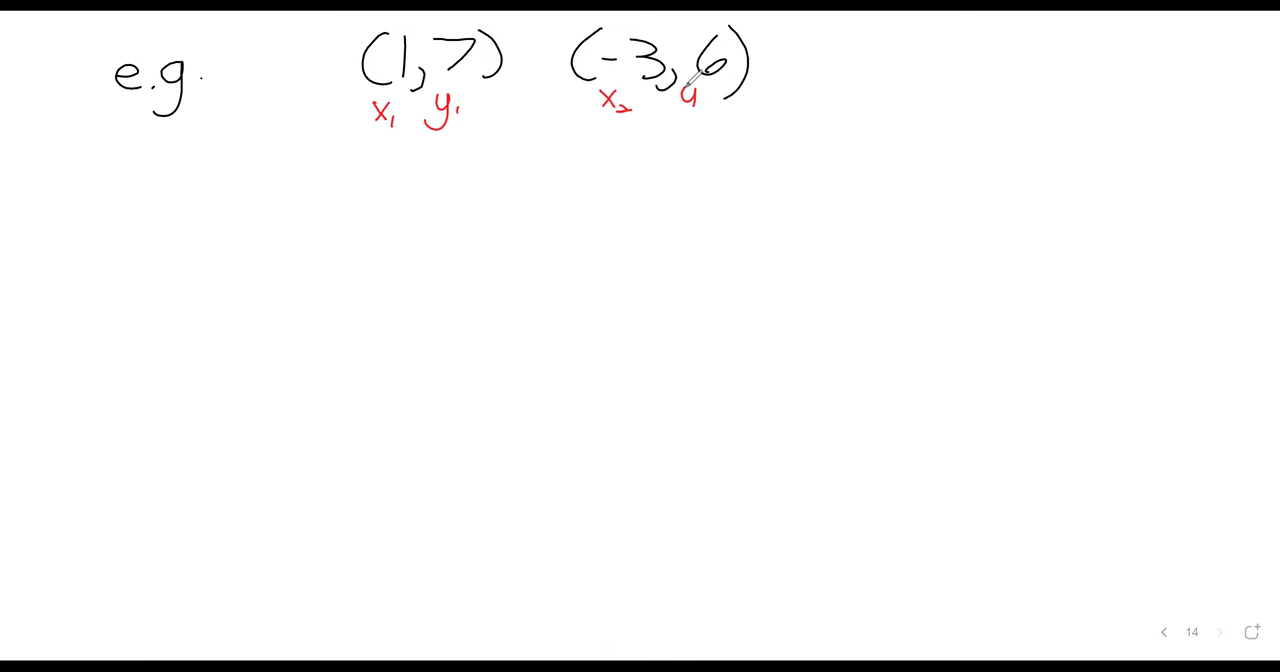 e.g. (1,7) (-3,6)
x₁ y₁ x₂ y
14